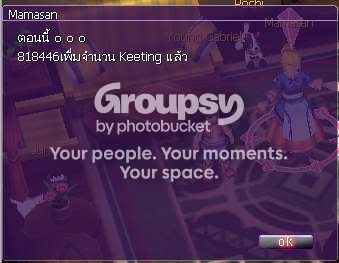 Pochi
Mamasan
Young Gabriel
ตอนนี้ ๐ ๐ ๐
818446เพิ่มจำนวน Keeting แล้ว
Groupsy
by photobucket
Your people. Your moments.
Your space.
OK